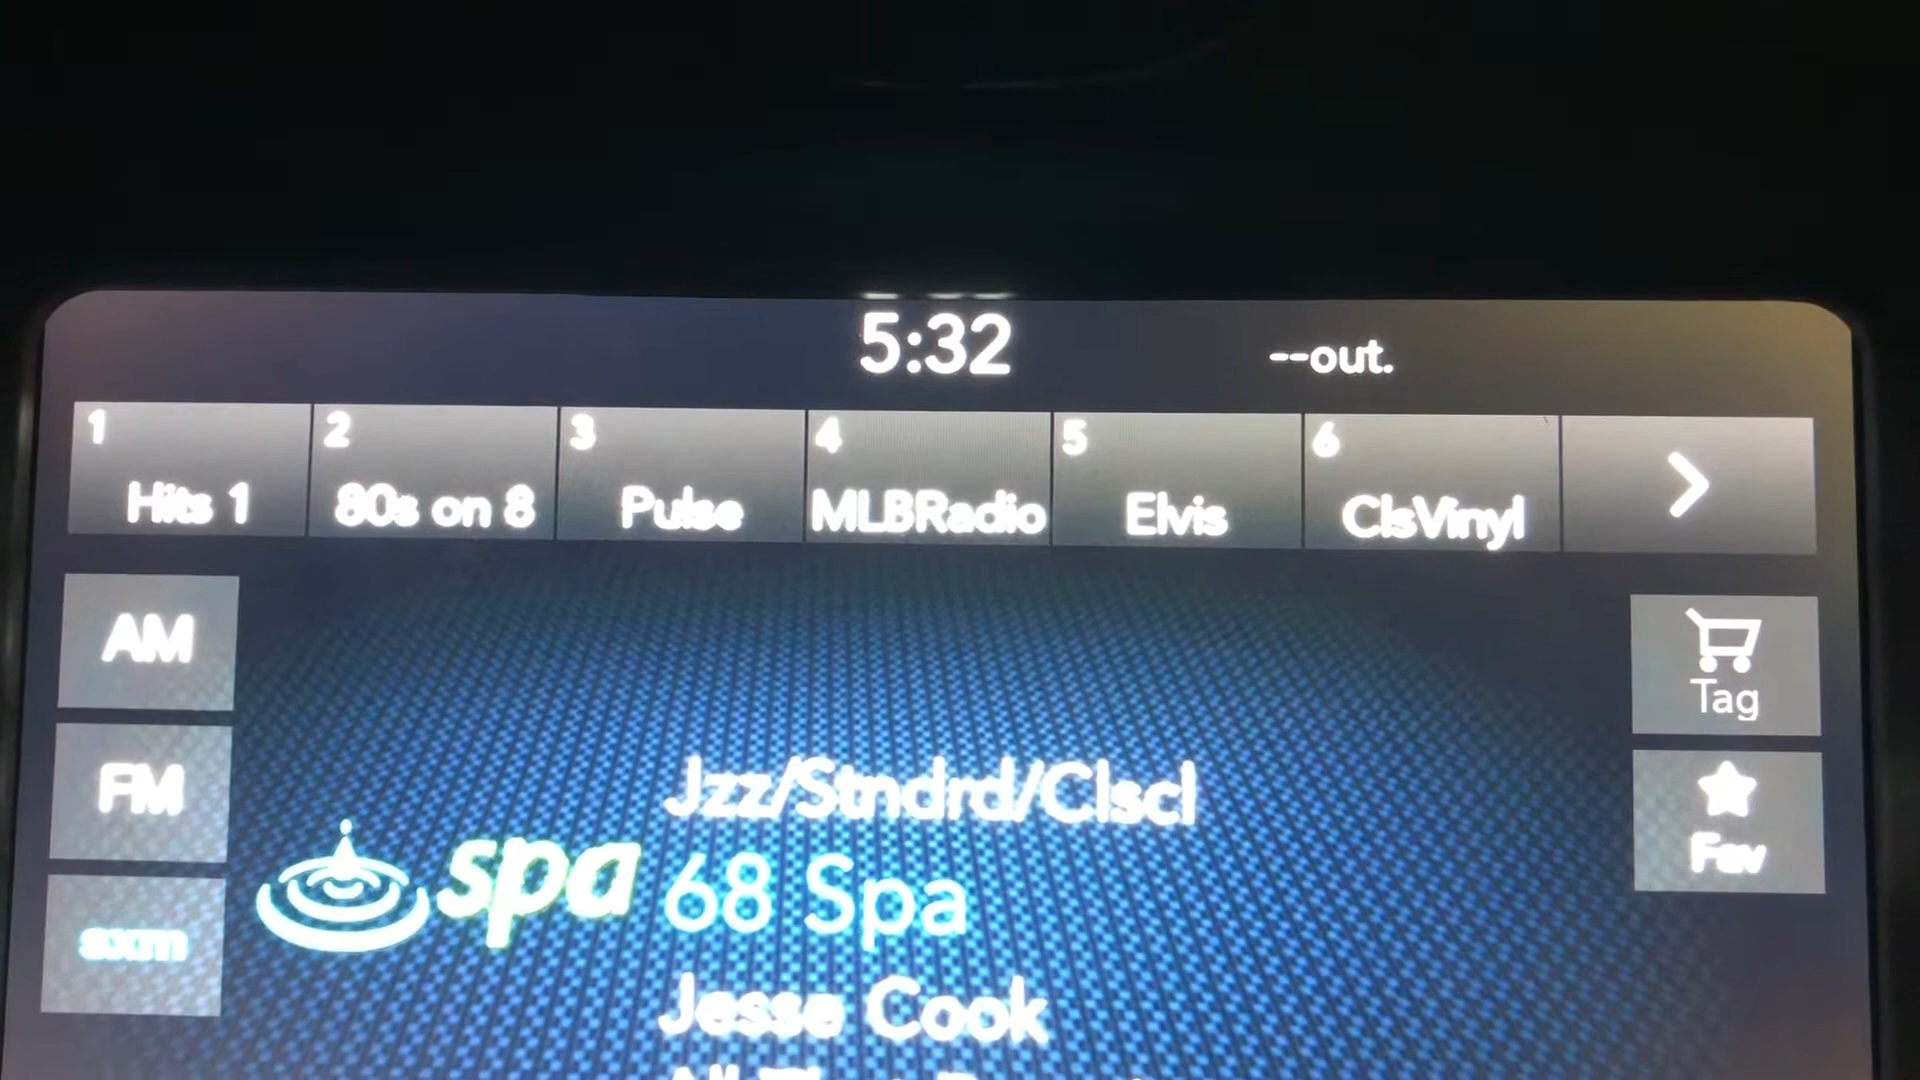 5:32
--out.
1 2 3 4 5 6
Hits 1 80s on 8 Pulse MLBRadio Elvis ClsVinyl
AM
Tag
FM
Jzz/Stndrd/Clscl
Fav
spa 68 Spa
sxm
Jesse Cook